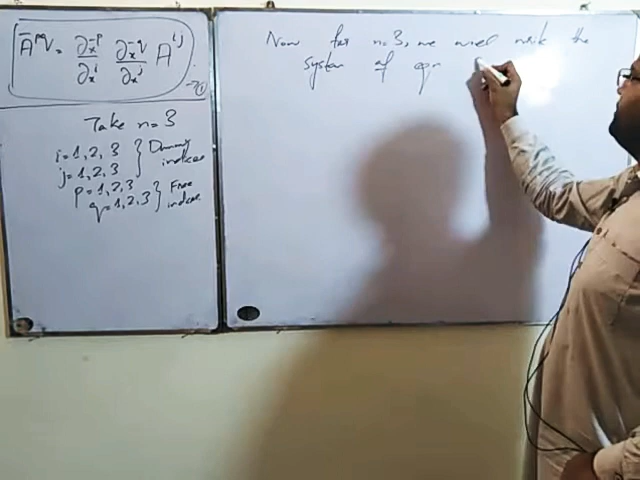 Ā^{pq} = ∂x̄^p/∂x^i ∂x̄^q/∂x^j A^{ij}
Take n=3
i=1,2,3 } Dummy
j=1,2,3 } indices
p=1,2,3 } Free
q=1,2,3 } indices
Now for n=3, we will write the
system of eqn